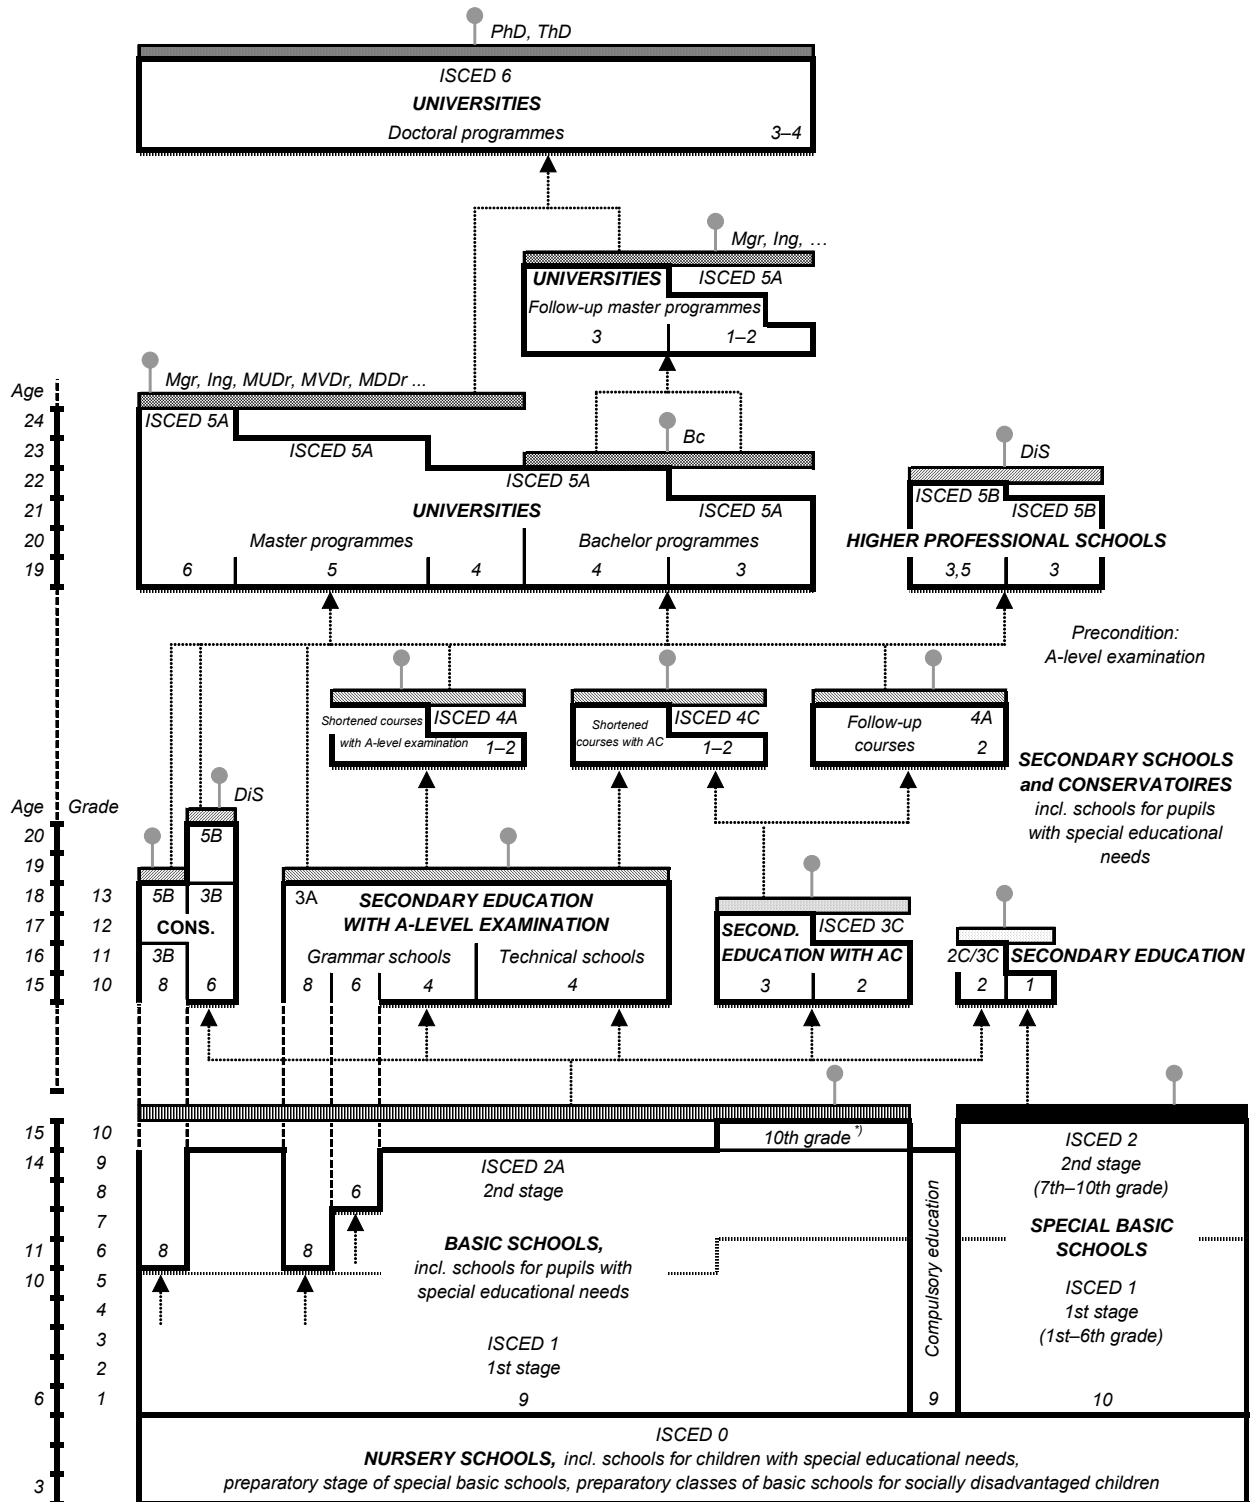 PhD, ThD
ISCED 6
UNIVERSITIES
Doctoral programmes 3–4
Mgr, Ing, …
UNIVERSITIES ISCED 5A
Follow-up master programmes
3 1–2
Mgr, Ing, MUDr, MVDr, MDDr ...
Age
24 ISCED 5A
Bc
DiS
23 ISCED 5A
22 ISCED 5A ISCED 5B
21 UNIVERSITIES ISCED 5A ISCED 5B
20 Master programmes Bachelor programmes HIGHER PROFESSIONAL SCHOOLS
19 6 5 4 4 3 3,5 3
Precondition:
A-level examination
Shortened courses ISCED 4A
with A-level examination 1–2
Shortened ISCED 4C
courses with AC 1–2
Follow-up 4A
courses 2
SECONDARY SCHOOLS
and CONSERVATOIRES
incl. schools for pupils
with special educational
needs
DiS
Age Grade
20 5B
19
18 13 5B 3B 3A SECONDARY EDUCATION
17 12 CONS. WITH A-LEVEL EXAMINATION SECOND. ISCED 3C
16 11 3B Grammar schools Technical schools EDUCATION WITH AC 2C/3C SECONDARY EDUCATION
15 10 8 6 8 6 4 4 3 2 2 1
15 10 10th grade *)
14 9 ISCED 2A
8 6 2nd stage
7
11 6 8 8 BASIC SCHOOLS,
10 5 incl. schools for pupils with
4 special educational needs
3 ISCED 1
2 1st stage
6 1 9 9 10
Compulsory education
ISCED 2
2nd stage
(7th–10th grade)
SPECIAL BASIC
SCHOOLS
ISCED 1
1st stage
(1st–6th grade)
ISCED 0
NURSERY SCHOOLS, incl. schools for children with special educational needs,
3 preparatory stage of special basic schools, preparatory classes of basic schools for socially disadvantaged children